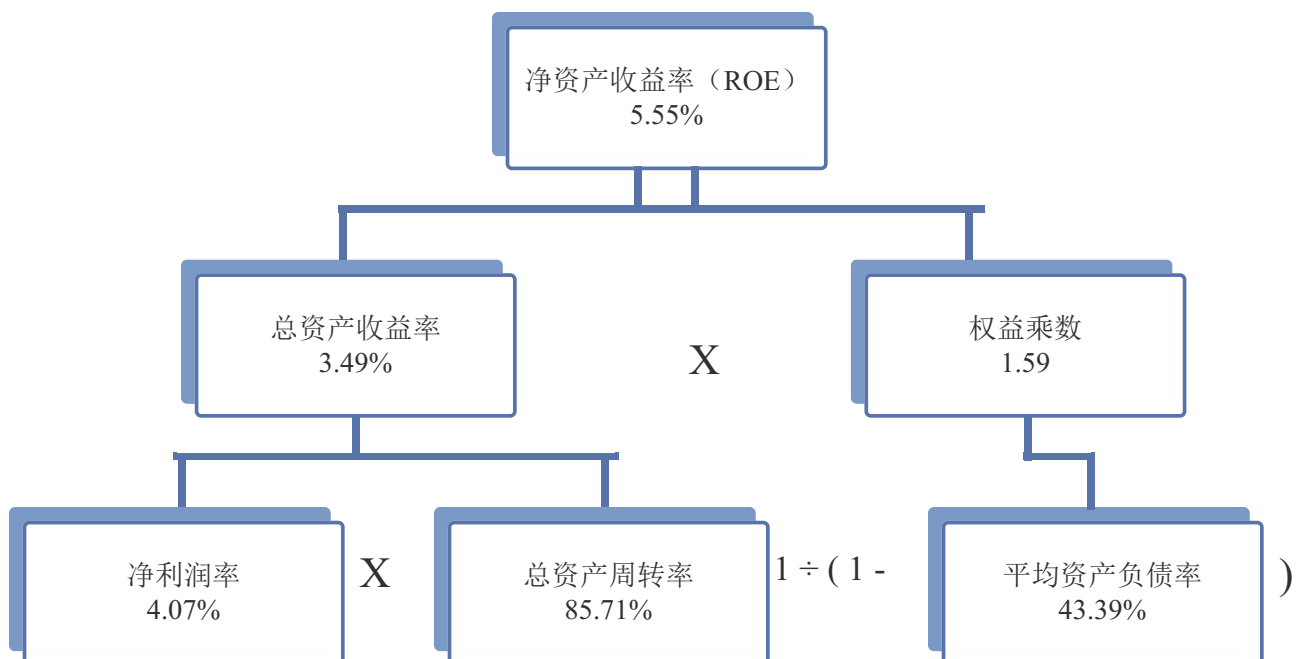 净资产收益率（ROE）
5.55%
总资产收益率
3.49%
X
权益乘数
1.59
净利润率
4.07%
X
总资产周转率
85.71%
1 ÷ ( 1 -
平均资产负债率
43.39%
)